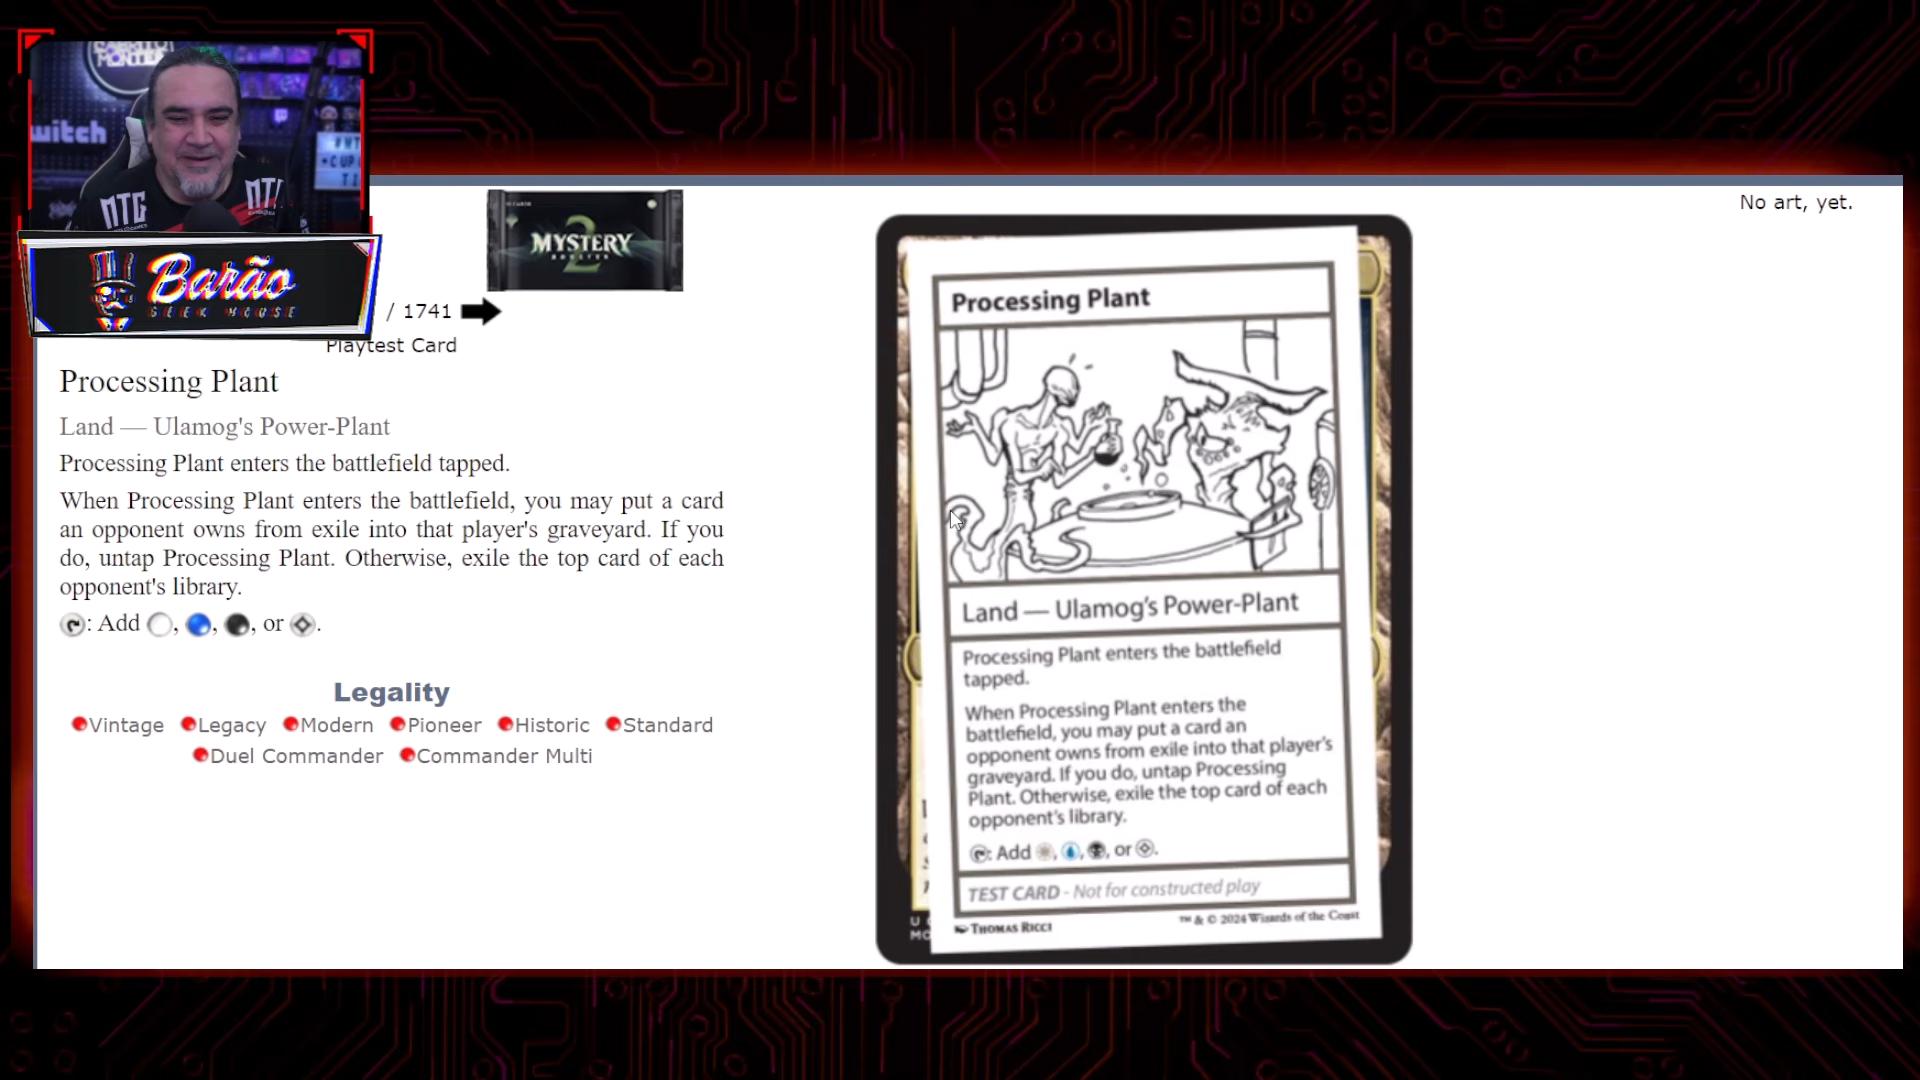 witch
MTG
MT
Barão
GEEK HOUSE
MYSTERY
2
BOOSTER
No art, yet.
/ 1741
Playtest Card
Processing Plant
Land — Ulamog's Power-Plant
Processing Plant enters the battlefield tapped.
When Processing Plant enters the battlefield, you may put a card
an opponent owns from exile into that player's graveyard. If you
do, untap Processing Plant. Otherwise, exile the top card of each
opponent's library.
: Add , , , or .
Legality
Vintage Legacy Modern Pioneer Historic Standard
Duel Commander Commander Multi
Processing Plant
Land — Ulamog's Power-Plant
Processing Plant enters the battlefield
tapped.
When Processing Plant enters the
battlefield, you may put a card an
opponent owns from exile into that player's
graveyard. If you do, untap Processing
Plant. Otherwise, exile the top card of each
opponent's library.
: Add , , , or .
TEST CARD - Not for constructed play
THOMAS RICCI
™ & © 2024 Wizards of the Coast